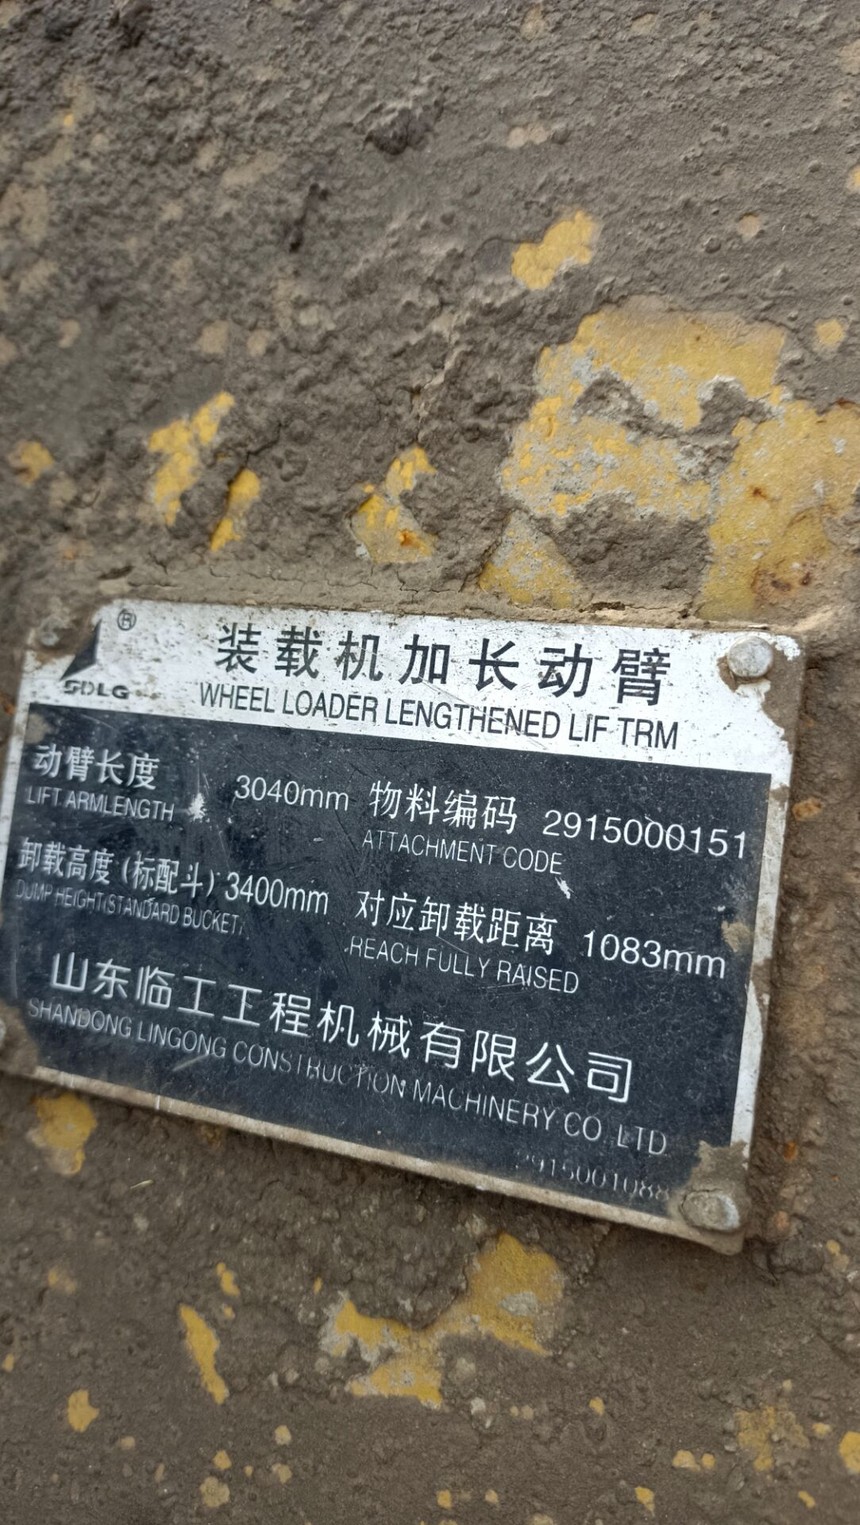 ®
SDLG
装载机加长动臂
WHEEL LOADER LENGTHENED LIF TRM
动臂长度 3040mm 物料编码 2915000151
LIFT ARMLENGTH ATTACHMENT CODE
卸载高度(标配斗) 3400mm 对应卸载距离 1083mm
DUMP HEIGHT(STANDARD BUCKET) REACH FULLY RAISED
山东临工工程机械有限公司
SHANDONG LINGONG CONSTRUCTION MACHINERY CO.,LTD
2915001088